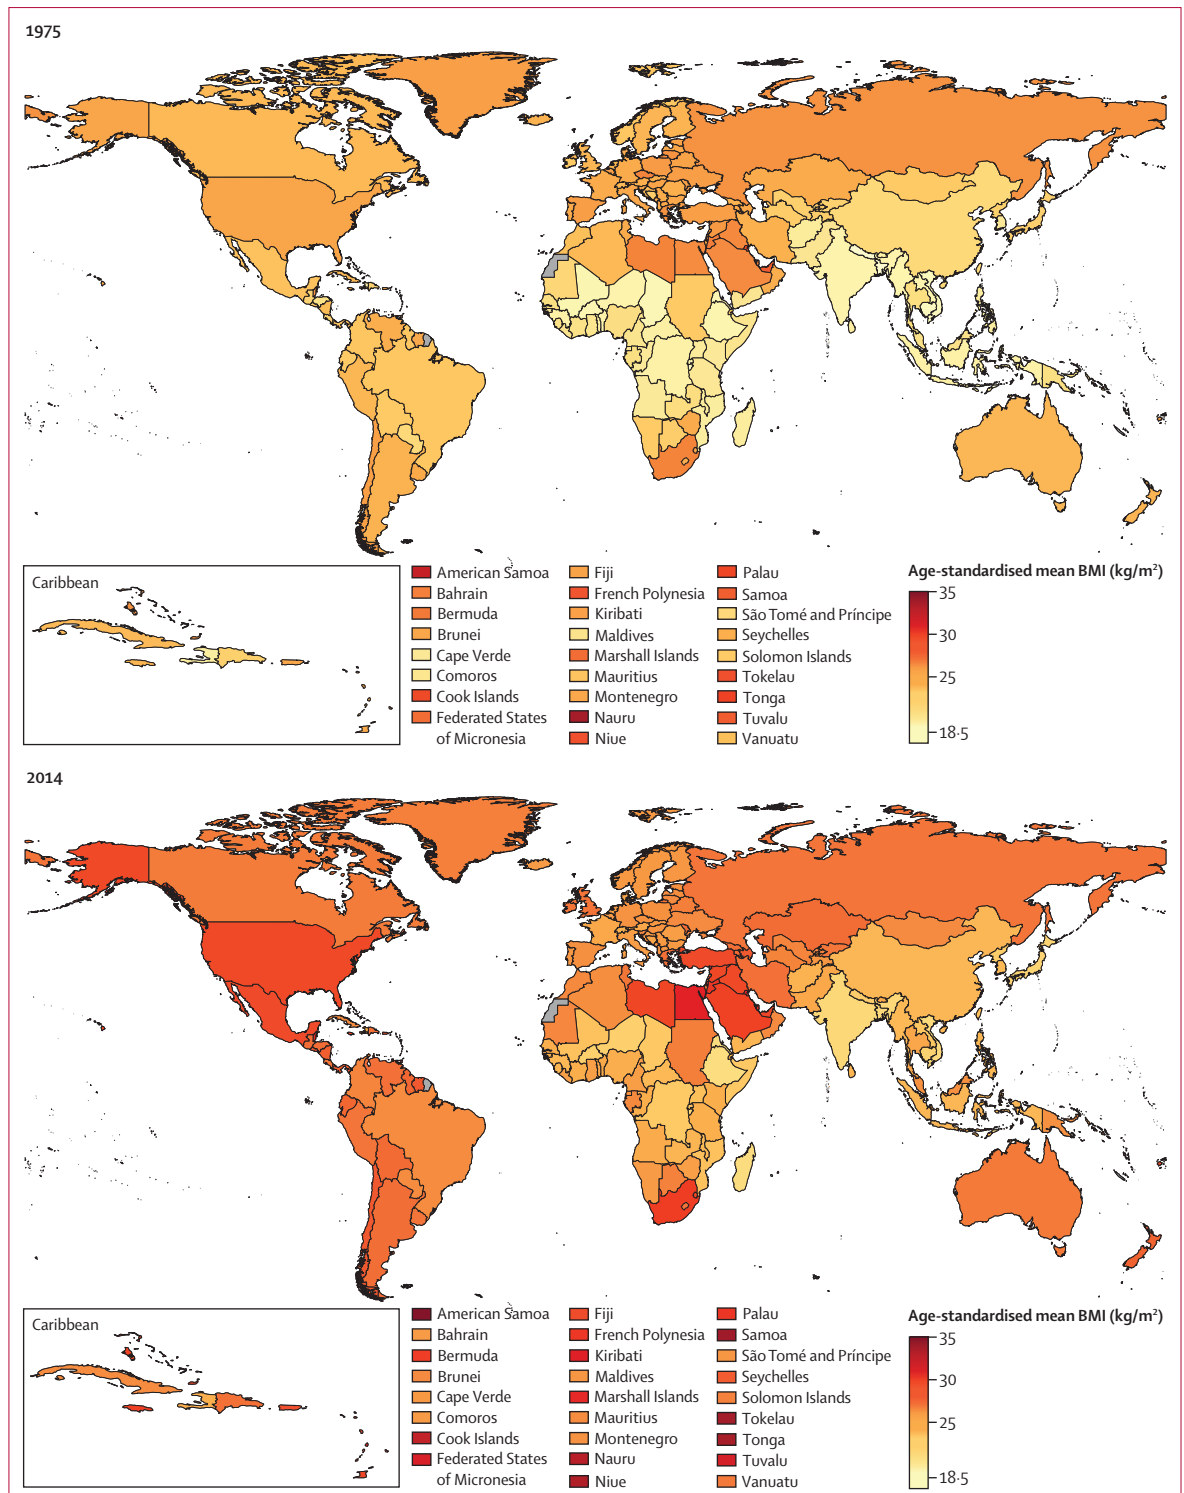 1975
Caribbean
American Samoa
Bahrain
Bermuda
Brunei
Cape Verde
Comoros
Cook Islands
Federated States
of Micronesia
Fiji
French Polynesia
Kiribati
Maldives
Marshall Islands
Mauritius
Montenegro
Nauru
Niue
Palau
Samoa
São Tomé and Príncipe
Seychelles
Solomon Islands
Tokelau
Tonga
Tuvalu
Vanuatu
Age-standardised mean BMI (kg/m²)
35
30
25
18·5
2014
Caribbean
American Samoa
Bahrain
Bermuda
Brunei
Cape Verde
Comoros
Cook Islands
Federated States
of Micronesia
Fiji
French Polynesia
Kiribati
Maldives
Marshall Islands
Mauritius
Montenegro
Nauru
Niue
Palau
Samoa
São Tomé and Príncipe
Seychelles
Solomon Islands
Tokelau
Tonga
Tuvalu
Vanuatu
Age-standardised mean BMI (kg/m²)
35
30
25
18·5